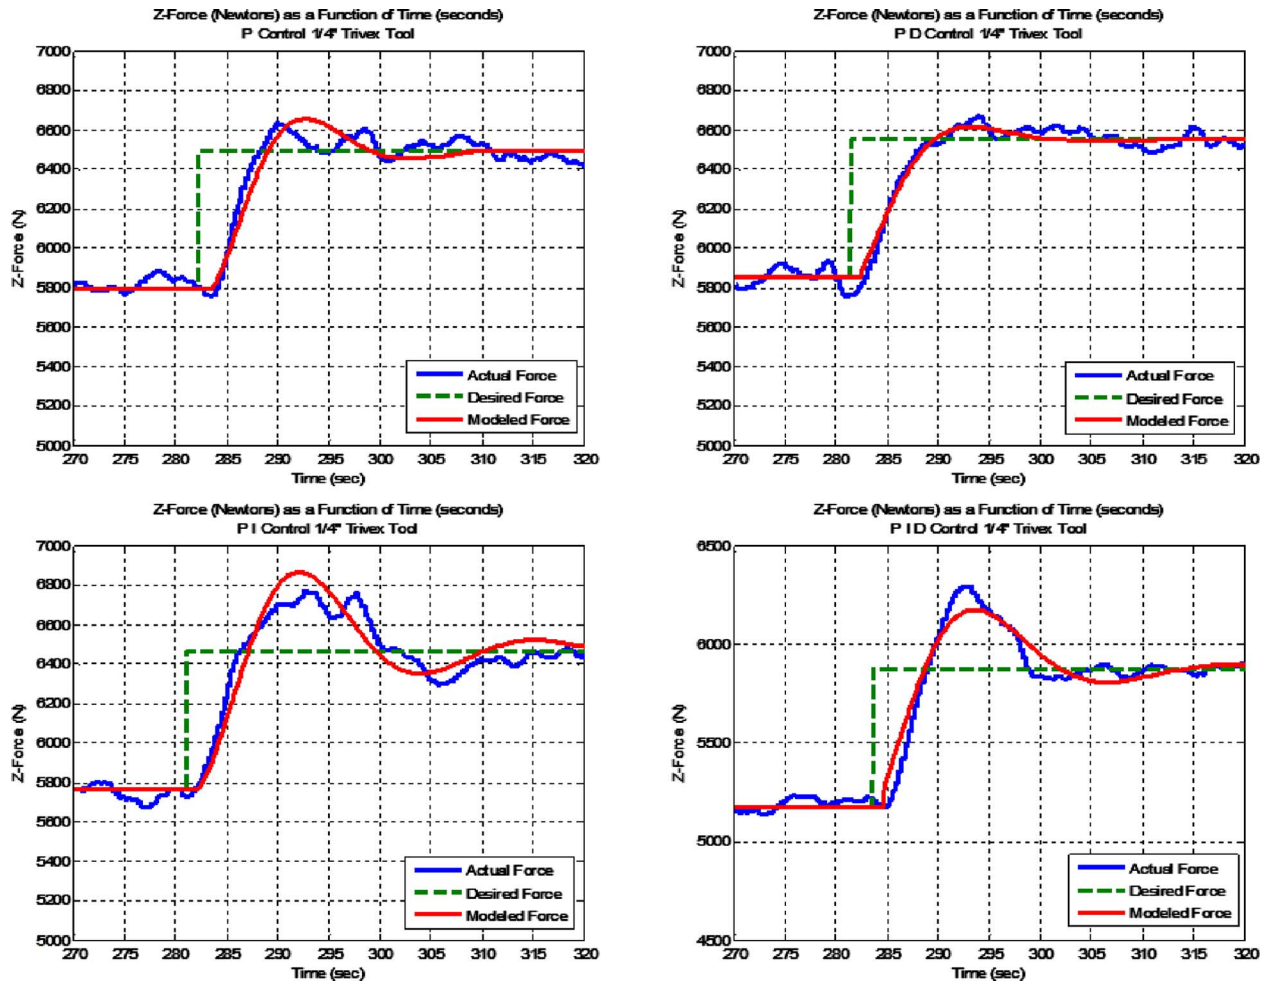 Z-Force (Newtons) as a Function of Time (seconds)
P Control 1/4" Trivex Tool
7000
6800
6600
6400
6200
6000
5800
5600
5400
5200
5000
Z-Force (N)
Actual Force
Desired Force
Modeled Force
270 275 280 285 290 295 300 305 310 315 320
Time (sec)
Z-Force (Newtons) as a Function of Time (seconds)
P D Control 1/4" Trivex Tool
7000
6800
6600
6400
6200
6000
5800
5600
5400
5200
5000
Z-Force (N)
Actual Force
Desired Force
Modeled Force
270 275 280 285 290 295 300 305 310 315 320
Time (sec)
Z-Force (Newtons) as a Function of Time (seconds)
P I Control 1/4" Trivex Tool
7000
6800
6600
6400
6200
6000
5800
5600
5400
5200
5000
Z-Force (N)
Actual Force
Desired Force
Modeled Force
270 275 280 285 290 295 300 305 310 315 320
Time (sec)
Z-Force (Newtons) as a Function of Time (seconds)
P I D Control 1/4" Trivex Tool
6500
6000
5500
5000
4500
Z-Force (N)
Actual Force
Desired Force
Modeled Force
270 275 280 285 290 295 300 305 310 315 320
Time (sec)